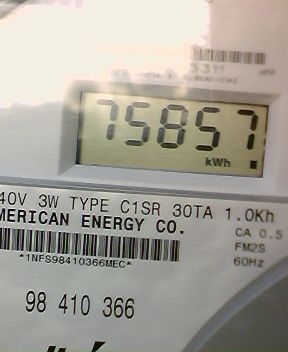 75857
kWh
40V 3W TYPE C1SR 30TA 1.0Kh
MERICAN ENERGY CO.
CA 0.5
*1NFS98410366MEC*
FM2S
60Hz
98 410 366